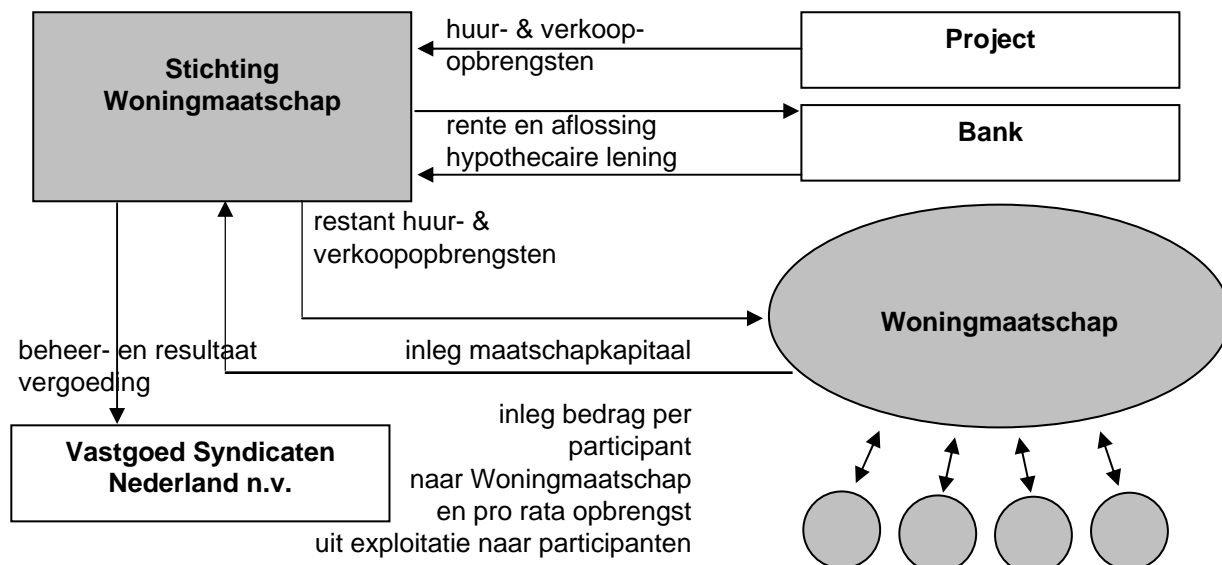 Stichting
Woningmaatschap
huur- & verkoop-
opbrengsten
Project
rente en aflossing
hypothecaire lening
Bank
restant huur- &
verkoopopbrengsten
Woningmaatschap
beheer- en resultaat
vergoeding
inleg maatschapkapitaal
Vastgoed Syndicaten
Nederland n.v.
inleg bedrag per
participant
naar Woningmaatschap
en pro rata opbrengst
uit exploitatie naar participanten